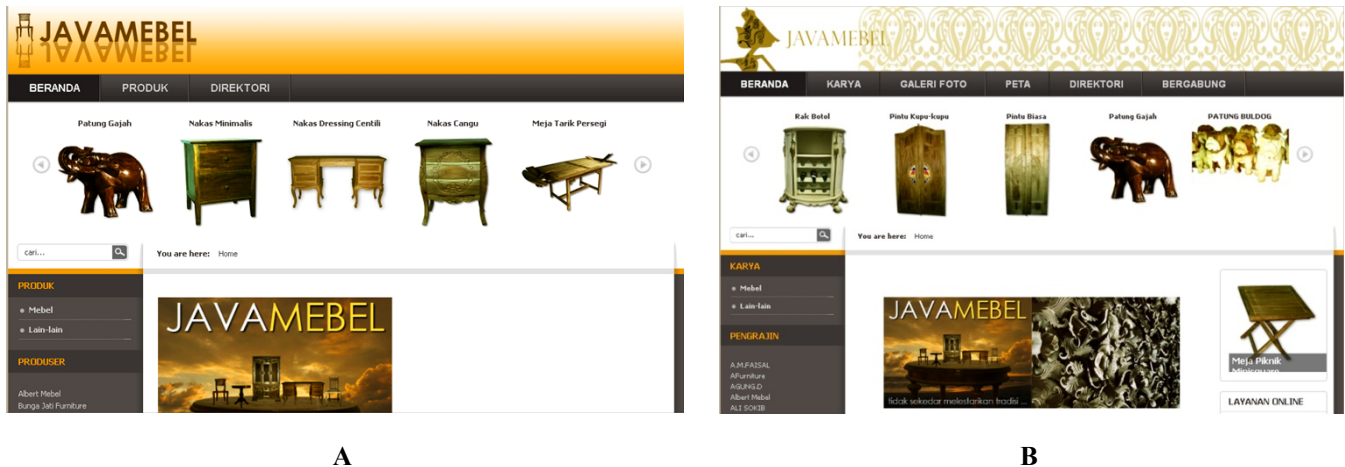 JAVAMEBEL
BERANDA PRODUK DIREKTORI
Patung Gajah Nakas Minimalis Nakas Dressing Centili Nakas Cangu Meja Tarik Persegi
cari...
You are here: Home
PRODUK
Mebel
Lain-lain
PRODUSER
Albert Mebel
Bunga Jati Furniture
JAVAMEBEL
A
JAVAMEBEL
BERANDA KARYA GALERI FOTO PETA DIREKTORI BERGABUNG
Rak Botol Pintu Kupu-kupu Pintu Biasa Patung Gajah PATUNG BULDOG
cari...
You are here: Home
KARYA
Mebel
Lain-lain
PENGRAJIN
A.M.FAISAL
AFurniture
AGUNG.D
Albert Mebel
ALI SOKIB
JAVAMEBEL
tidak sekedar melestarikan tradisi ...
Meja Piknik
Minisquare
LAYANAN ONLINE
B